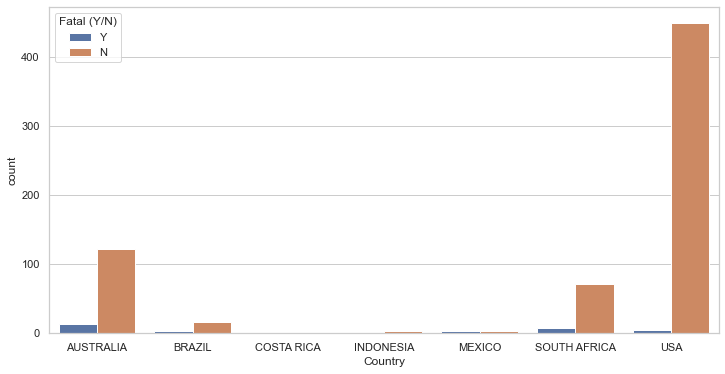 Fatal (Y/N)
Y
N
count
400
300
200
100
0
AUSTRALIA BRAZIL COSTA RICA INDONESIA MEXICO SOUTH AFRICA USA
Country